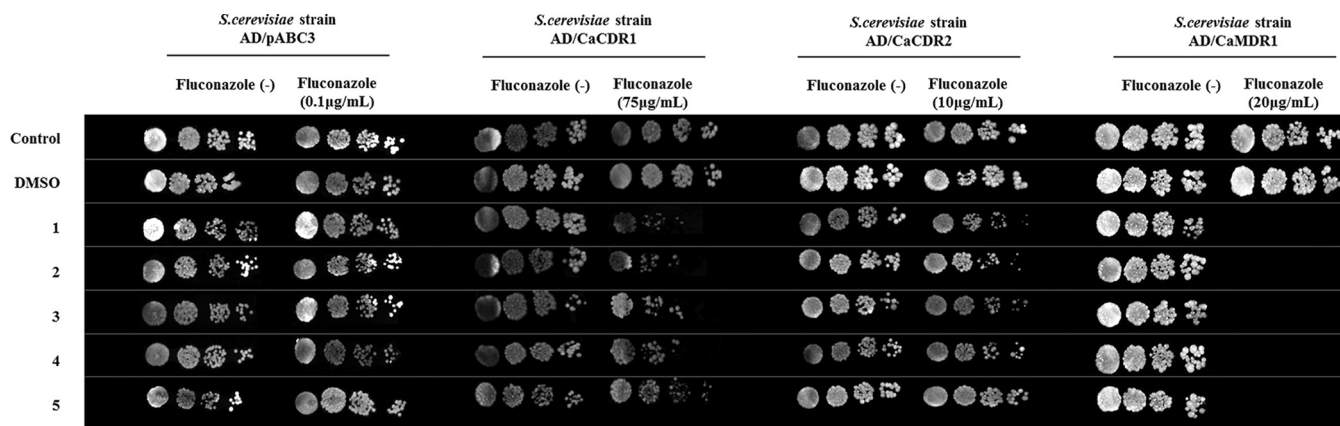 S.cerevisiae strain
AD/pABC3
S.cerevisiae strain
AD/CaCDR1
S.cerevisiae strain
AD/CaCDR2
S.cerevisiae strain
AD/CaMDR1
Fluconazole (-)
Fluconazole
(0.1µg/mL)
Fluconazole (-)
Fluconazole
(75µg/mL)
Fluconazole (-)
Fluconazole
(10µg/mL)
Fluconazole (-)
Fluconazole
(20µg/mL)
Control
DMSO
1
2
3
4
5